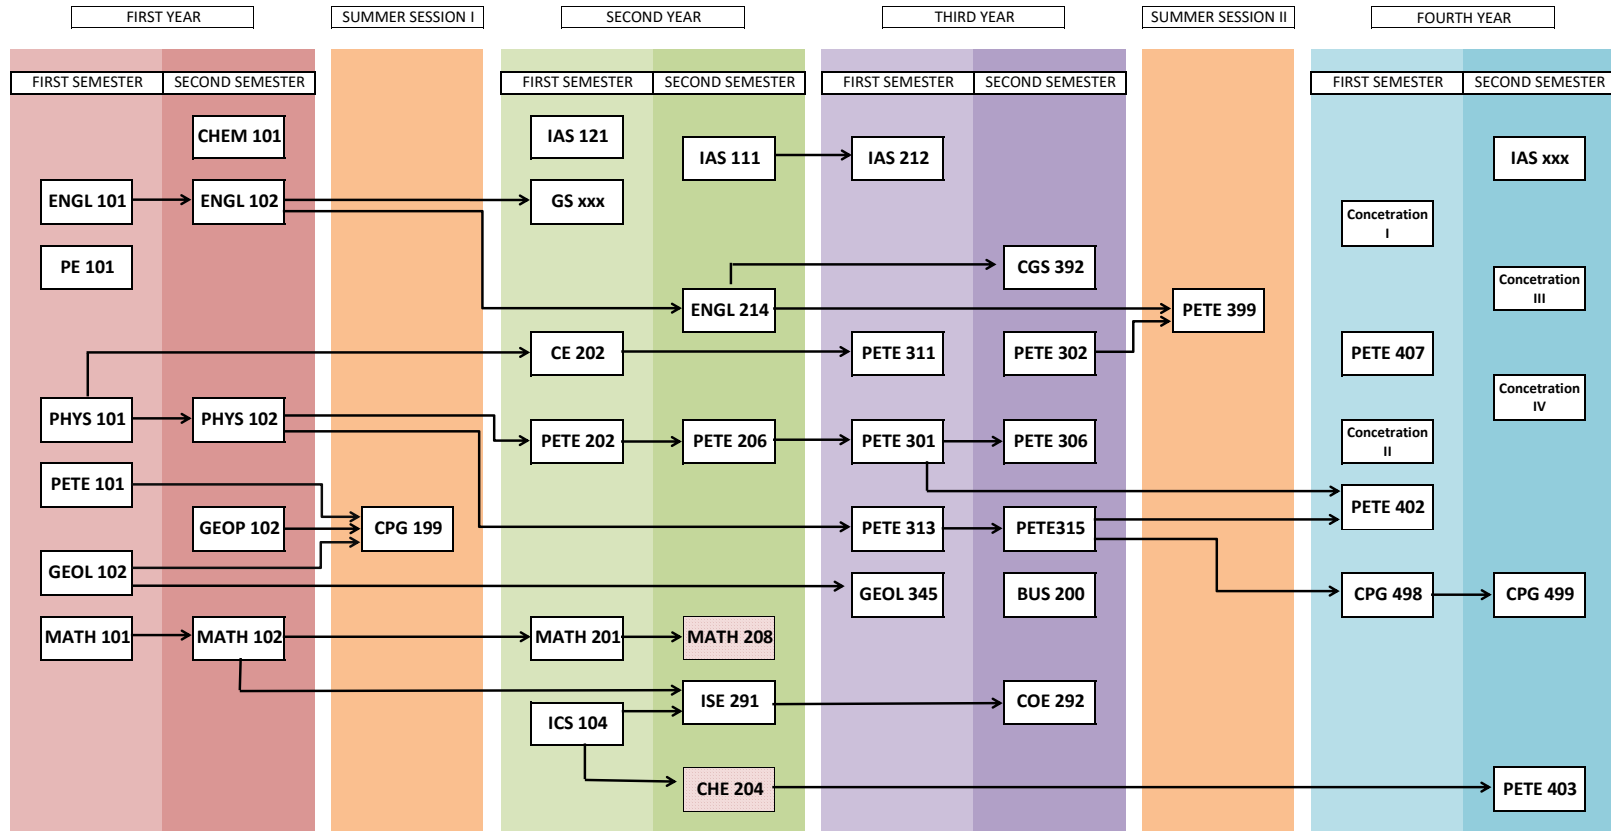 FIRST YEAR
SUMMER SESSION I
SECOND YEAR
THIRD YEAR
SUMMER SESSION II
FOURTH YEAR
FIRST SEMESTER
SECOND SEMESTER
FIRST SEMESTER
SECOND SEMESTER
FIRST SEMESTER
SECOND SEMESTER
FIRST SEMESTER
SECOND SEMESTER
CHEM 101
IAS 121
IAS 111
IAS 212
IAS xxx
ENGL 101
ENGL 102
GS xxx
Concetration
I
PE 101
CGS 392
Concetration
III
ENGL 214
PETE 399
CE 202
PETE 311
PETE 302
PETE 407
Concetration
IV
PHYS 101
PHYS 102
PETE 202
PETE 206
PETE 301
PETE 306
Concetration
II
PETE 101
PETE 402
GEOP 102
CPG 199
PETE 313
PETE315
GEOL 102
GEOL 345
BUS 200
CPG 498
CPG 499
MATH 101
MATH 102
MATH 201
MATH 208
ISE 291
COE 292
ICS 104
CHE 204
PETE 403